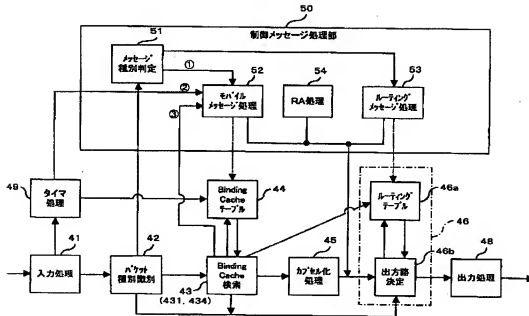 50
制御メッセージ処理部
51
メッセージ
種別判定
①
②
③
52
モバイル
メッセージ処理
54
RA処理
53
ルーティング
メッセージ処理
49
タイマ
処理
Binding
Cache
テーブル
44
ルーティング
テーブル
46a
46
41
入力処理
42
パケット
種別識別
Binding
Cache
検索
43
(431, 434)
45
カプセル化
処理
46b
出方路
決定
48
出力処理